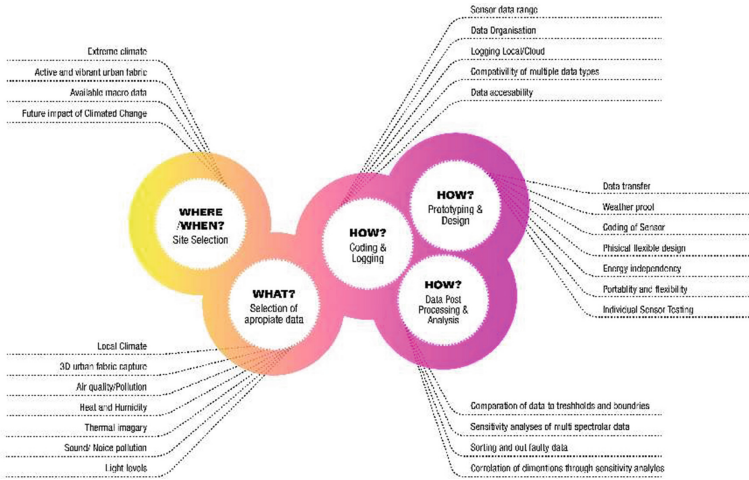 Sensor data range
Data Organisation
Logging Local/Cloud
Compativility of multiple data types
Data accesability
Extreme climate
Active and vibrant urban fabric
Available macro data
Future impact of Climated Change
WHERE
/WHEN?
Site Selection
WHAT?
Selection of
apropiate data
HOW?
Coding &
Logging
HOW?
Prototyping &
Design
HOW?
Data Post
Processing &
Analysis
Data transfer
Weather proof
Coding of Sensor
Phisical flexible design
Energy independency
Portability and flexibility
Individual Sensor Testing
Local Climate
3D urban fabric capture
Air quality/Pollution
Heat and Humidity
Thermal imagary
Sound/ Noice pollution
Light levels
Comparation of data to treshholds and boundries
Sensitivity analyses of multi spectrolar data
Sorting and out faulty data
Correlation of dimontions through sensitivity analyles